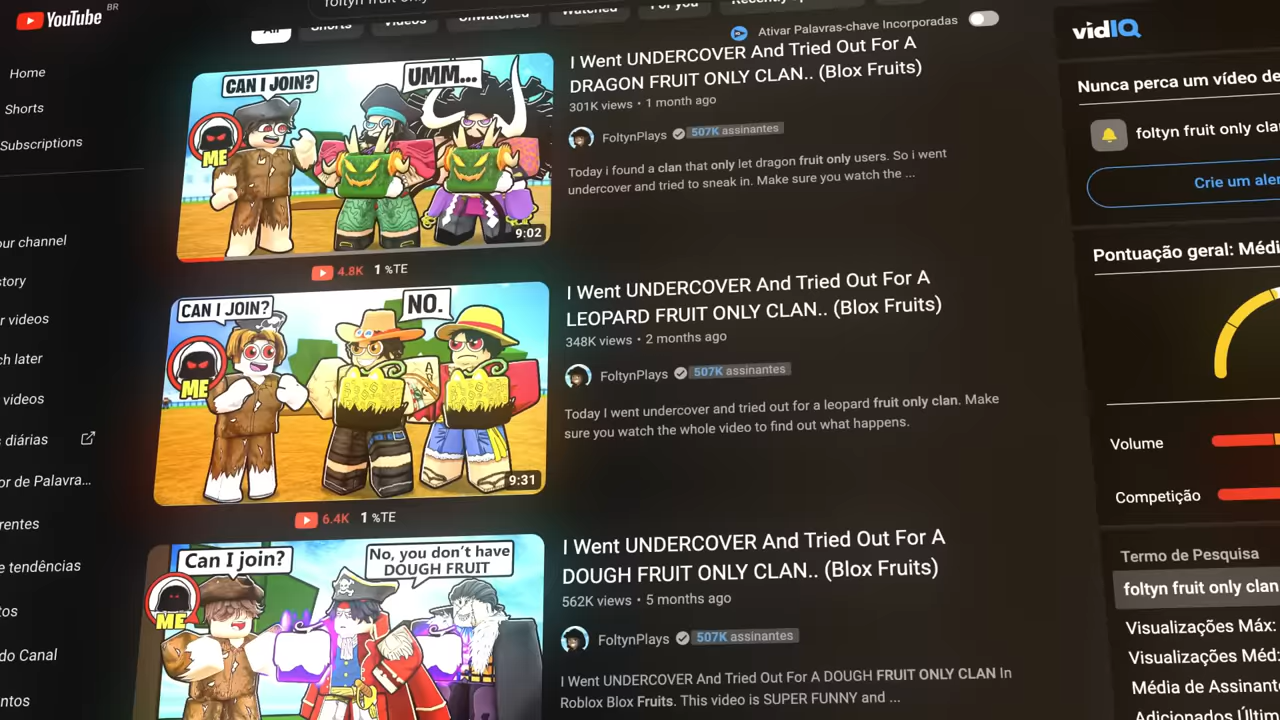 YouTube BR
foltyn fruit only
All
Shorts
Videos
Unwatched
Watched
For you
Home
Shorts
Subscriptions
our channel
story
r videos
ch later
videos
s diárias
or de Palavra...
rentes
e tendências
tos
do Canal
ntos
Ativar Palavras-chave Incorporadas
CAN I JOIN?
UMM...
ME
9:02
4.8K 1 %TE
I Went UNDERCOVER And Tried Out For A
DRAGON FRUIT ONLY CLAN.. (Blox Fruits)
301K views • 1 month ago
FoltynPlays 507K assinantes
Today i found a clan that only let dragon fruit only users. So i went
undercover and tried to sneak in. Make sure you watch the ...
CAN I JOIN?
NO.
ME
9:31
6.4K 1 %TE
I Went UNDERCOVER And Tried Out For A
LEOPARD FRUIT ONLY CLAN.. (Blox Fruits)
348K views • 2 months ago
FoltynPlays 507K assinantes
Today I went undercover and tried out for a leopard fruit only clan. Make
sure you watch the whole video to find out what happens.
Can I join?
No, you don't have
DOUGH FRUIT
ME
I Went UNDERCOVER And Tried Out For A
DOUGH FRUIT ONLY CLAN.. (Blox Fruits)
562K views • 5 months ago
FoltynPlays 507K assinantes
I Went UNDERCOVER And Tried Out For A DOUGH FRUIT ONLY CLAN In
Roblox Blox Fruits. This video is SUPER FUNNY and ...
vidIQ
Nunca perca um vídeo de
foltyn fruit only cla
Crie um aler
Pontuação geral: Médi
Volume
Competição
Termo de Pesquisa
foltyn fruit only clan
Visualizações Máx:
Visualizações Méd:
Média de Assinant
Adicionados Últim